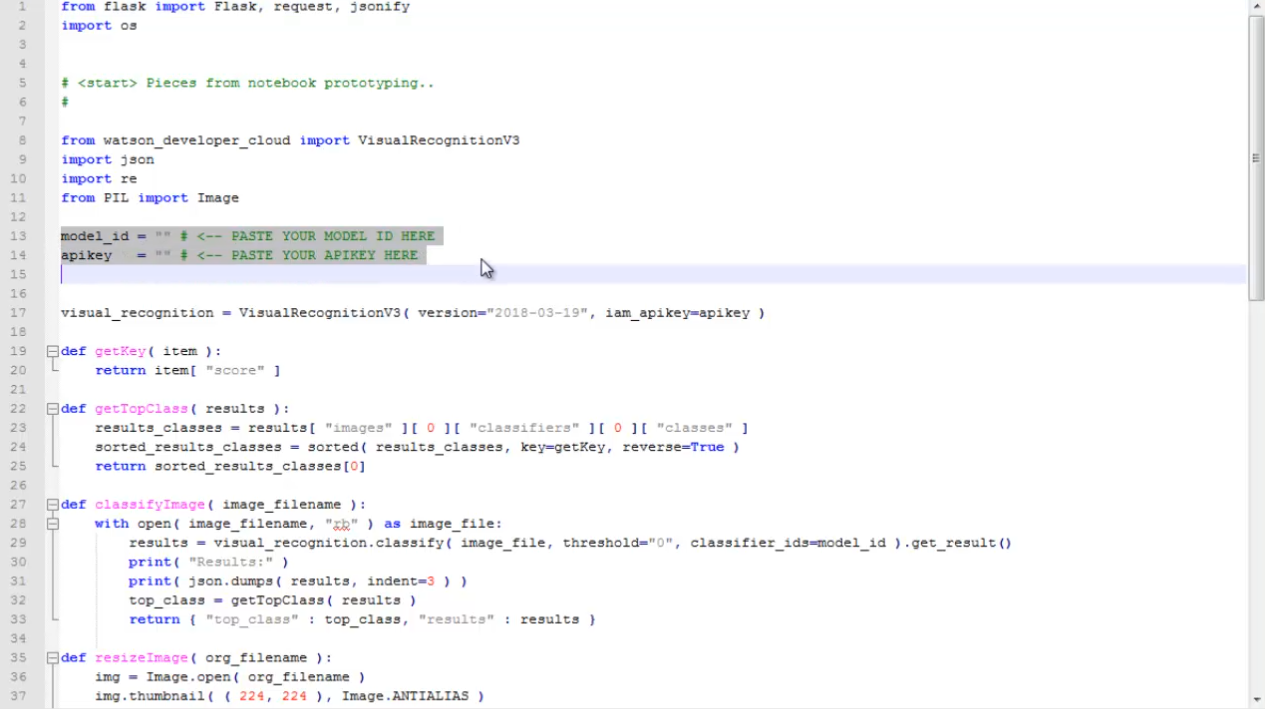 1 from flask import Flask, request, jsonify
2 import os
3
4
5 # <start> Pieces from notebook prototyping..
6 #
7
8 from watson_developer_cloud import VisualRecognitionV3
9 import json
10 import re
11 from PIL import Image
12
13 model_id = "" # <-- PASTE YOUR MODEL ID HERE
14 apikey   = "" # <-- PASTE YOUR APIKEY HERE
15
16
17 visual_recognition = VisualRecognitionV3( version="2018-03-19", iam_apikey=apikey )
18
19 def getKey( item ):
20     return item[ "score" ]
21
22 def getTopClass( results ):
23     results_classes = results[ "images" ][ 0 ][ "classifiers" ][ 0 ][ "classes" ]
24     sorted_results_classes = sorted( results_classes, key=getKey, reverse=True )
25     return sorted_results_classes[0]
26
27 def classifyImage( image_filename ):
28     with open( image_filename, "rb" ) as image_file:
29         results = visual_recognition.classify( image_file, threshold="0", classifier_ids=model_id ).get_result()
30         print( "Results:" )
31         print( json.dumps( results, indent=3 ) )
32         top_class = getTopClass( results )
33         return { "top_class" : top_class, "results" : results }
34
35 def resizeImage( org_filename ):
36     img = Image.open( org_filename )
37     img.thumbnail( ( 224, 224 ), Image.ANTIALIAS )